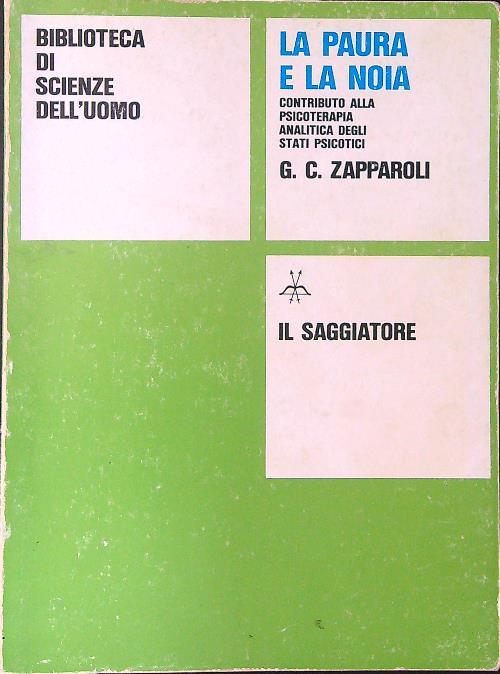 BIBLIOTECA
DI
SCIENZE
DELL'UOMO
LA PAURA
E LA NOIA
CONTRIBUTO ALLA
PSICOTERAPIA
ANALITICA DEGLI
STATI PSICOTICI
G. C. ZAPPAROLI
IL SAGGIATORE